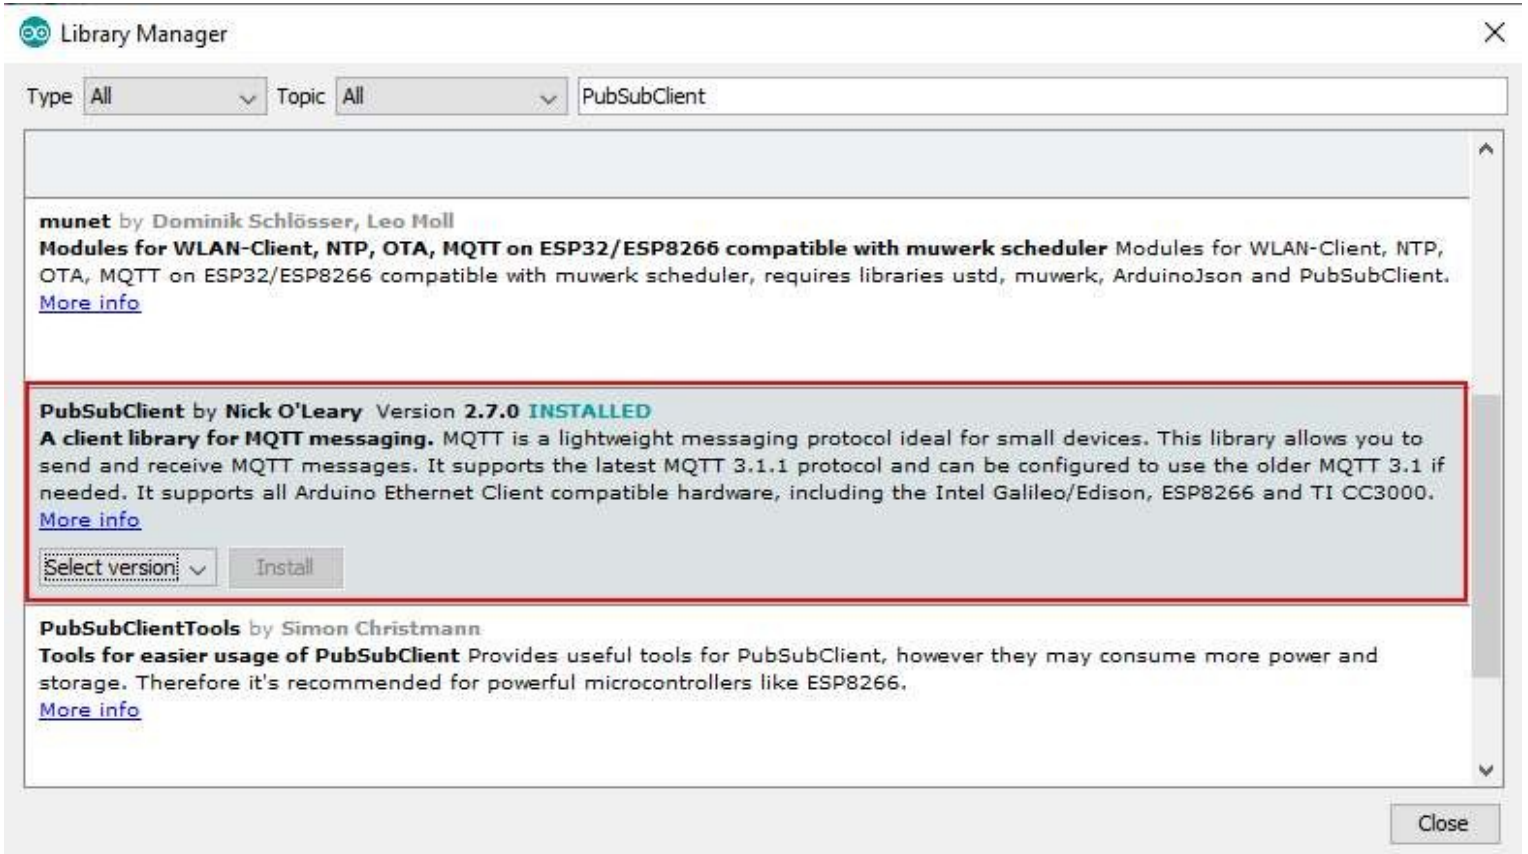 Library Manager
Type All Topic All PubSubClient
munet by Dominik Schlösser, Leo Moll
Modules for WLAN-Client, NTP, OTA, MQTT on ESP32/ESP8266 compatible with muwerk scheduler Modules for WLAN-Client, NTP,
OTA, MQTT on ESP32/ESP8266 compatible with muwerk scheduler, requires libraries ustd, muwerk, ArduinoJson and PubSubClient.
More info
PubSubClient by Nick O'Leary Version 2.7.0 INSTALLED
A client library for MQTT messaging. MQTT is a lightweight messaging protocol ideal for small devices. This library allows you to
send and receive MQTT messages. It supports the latest MQTT 3.1.1 protocol and can be configured to use the older MQTT 3.1 if
needed. It supports all Arduino Ethernet Client compatible hardware, including the Intel Galileo/Edison, ESP8266 and TI CC3000.
More info
Select version Install
PubSubClientTools by Simon Christmann
Tools for easier usage of PubSubClient Provides useful tools for PubSubClient, however they may consume more power and
storage. Therefore it's recommended for powerful microcontrollers like ESP8266.
More info
Close